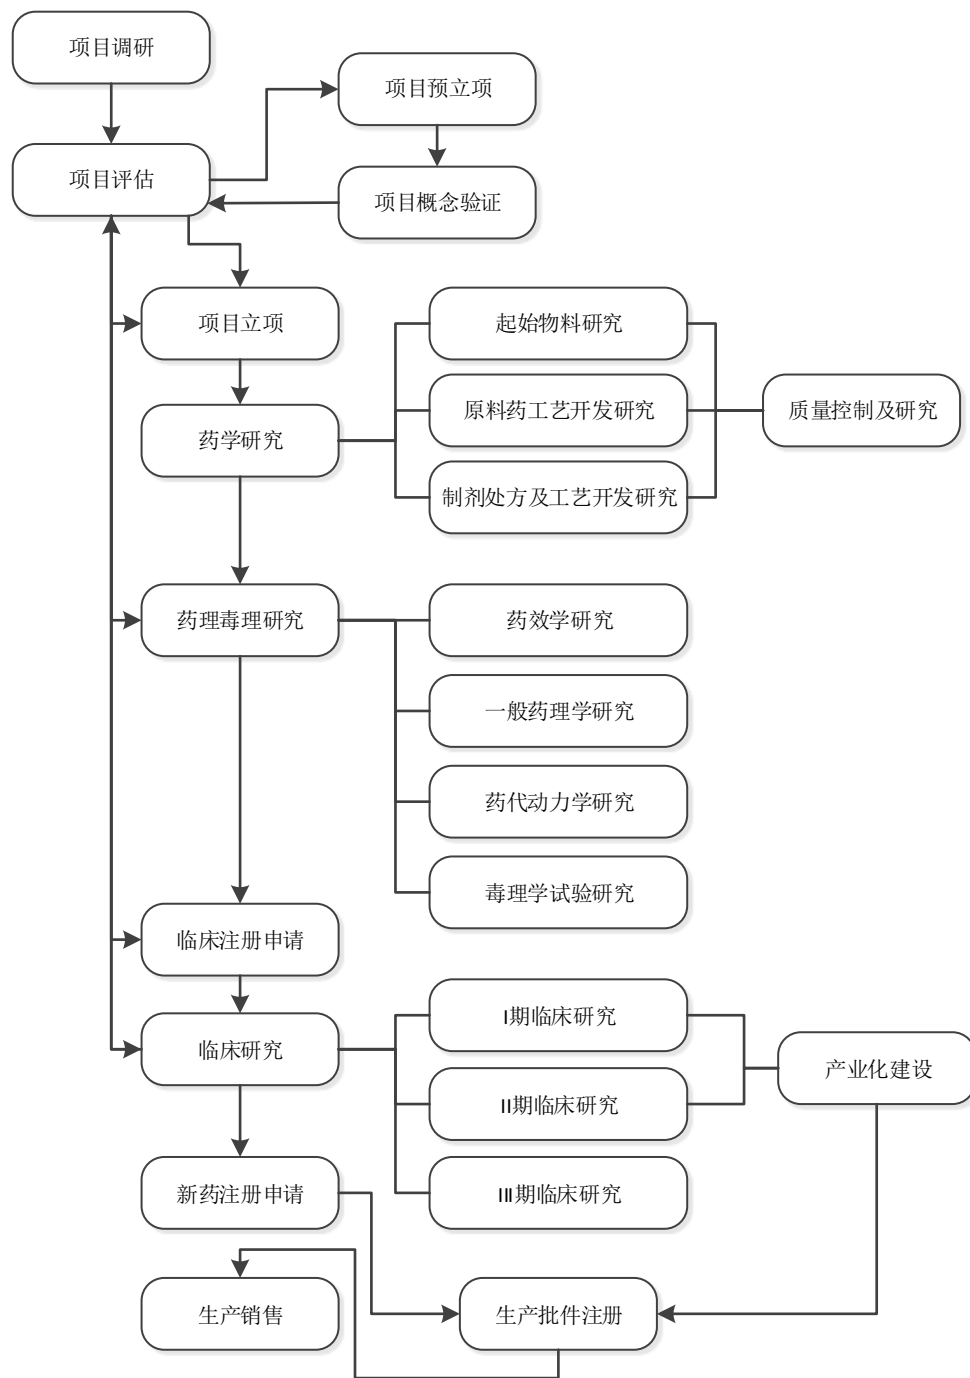 项目调研
项目预立项
项目评估
项目概念验证
项目立项
起始物料研究
原料药工艺开发研究
质量控制及研究
药学研究
制剂处方及工艺开发研究
药理毒理研究
药效学研究
一般药理学研究
药代动力学研究
毒理学试验研究
临床注册申请
I期临床研究
临床研究
产业化建设
II期临床研究
新药注册申请
III期临床研究
生产销售
生产批件注册